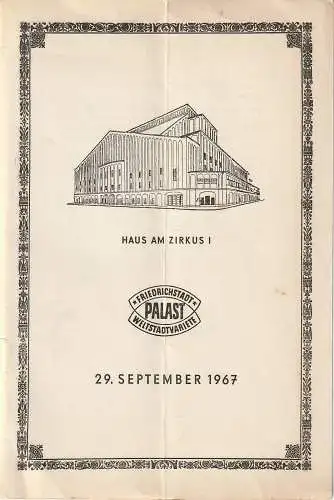 HAUS AM ZIRKUS I
FRIEDRICHSTADT
PALAST
WELTSTADTVARIETÉ
29. SEPTEMBER 1967